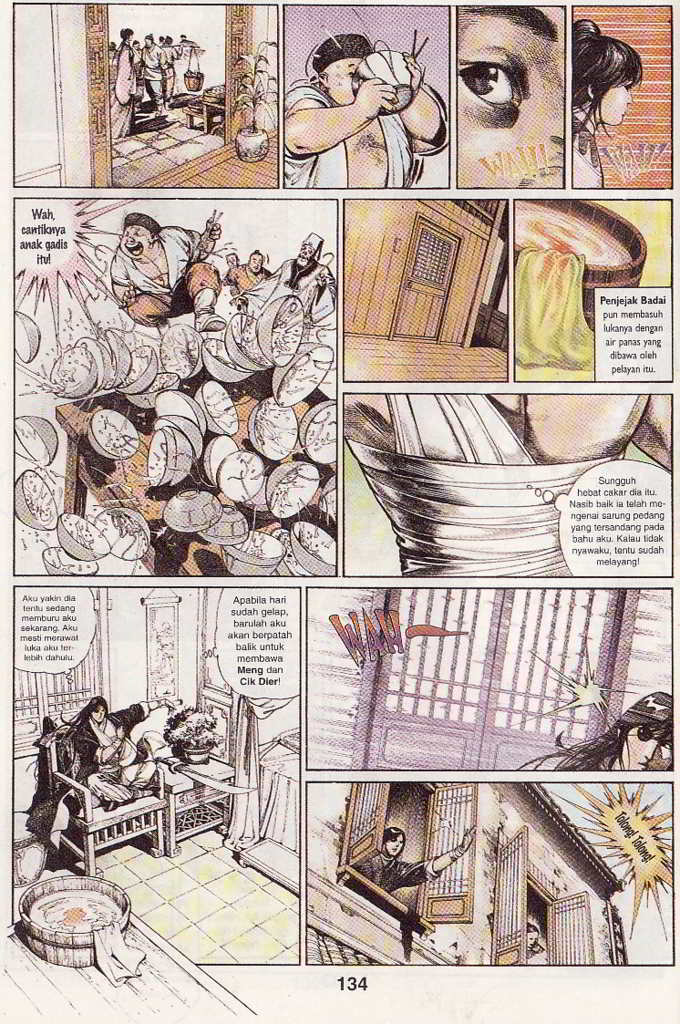 WAH!!
WAH!!
Wah,
cantiknya
anak gadis
itu!
Penjejak Badai
pun membasuh
lukanya dengan
air panas yang
dibawa oleh
pelayan itu.
Sungguh
hebat cakar dia itu.
Nasib baik ia telah me-
ngenai sarung pedang
yang tersandang pada
bahu aku. Kalau tidak
nyawaku, tentu sudah
melayang!
Aku yakin dia
tentu sedang
memburu aku
sekarang. Aku
mesti merawat
luka aku ter-
lebih dahulu.
Apabila hari
sudah gelap,
barulah aku
akan berpatah
balik untuk
membawa
Meng dan
Cik Dier!
WAH
Tolong! Tolong!
134